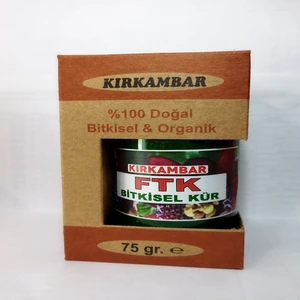 KIRKAMBAR
%100 Doğal
Bitkisel & Organik
KIRKAMBAR
FTK
BİTKİSEL KÜR
75 gr. ℮